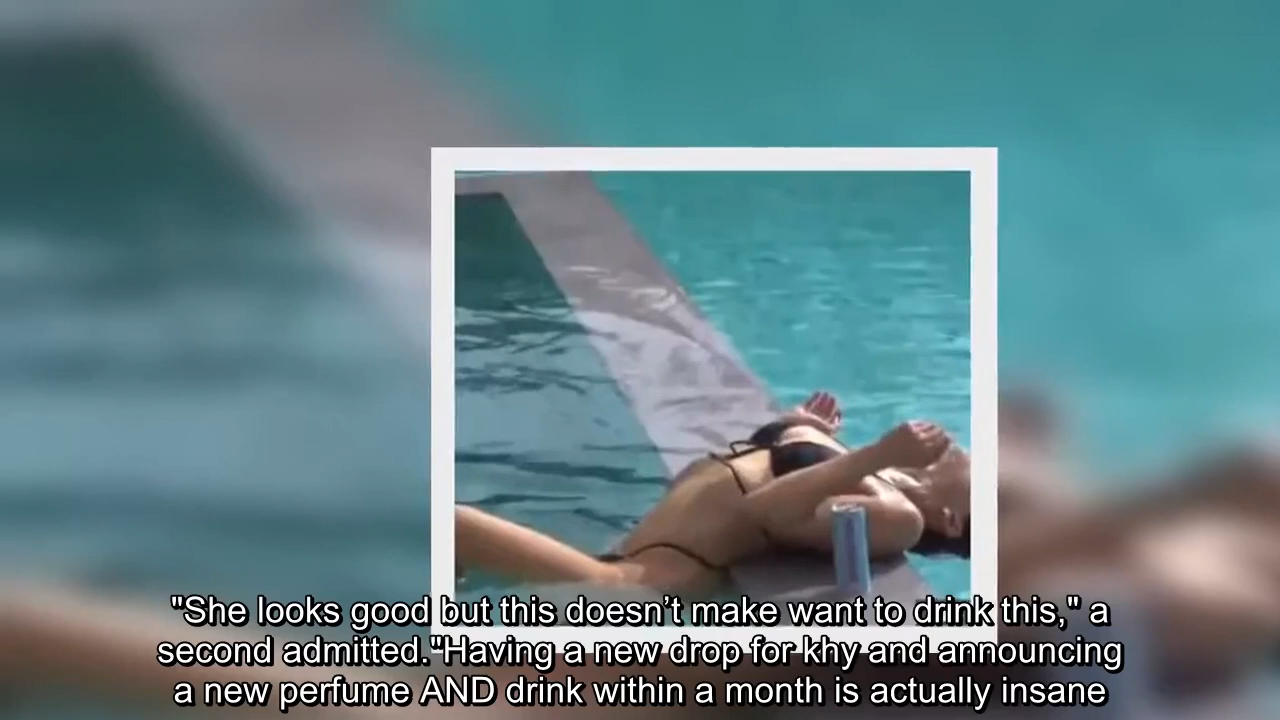 "She looks good but this doesn’t make want to drink this," a
second admitted."Having a new drop for khy and announcing
a new perfume AND drink within a month is actually insane